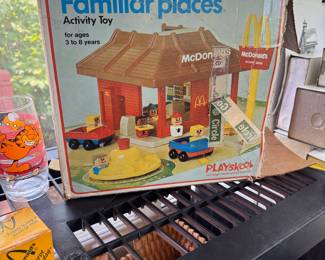 Familiar places
Activity Toy
for ages
3 to 8 years
McDonald's
McDonald's
Circle
PLAYSKOOL